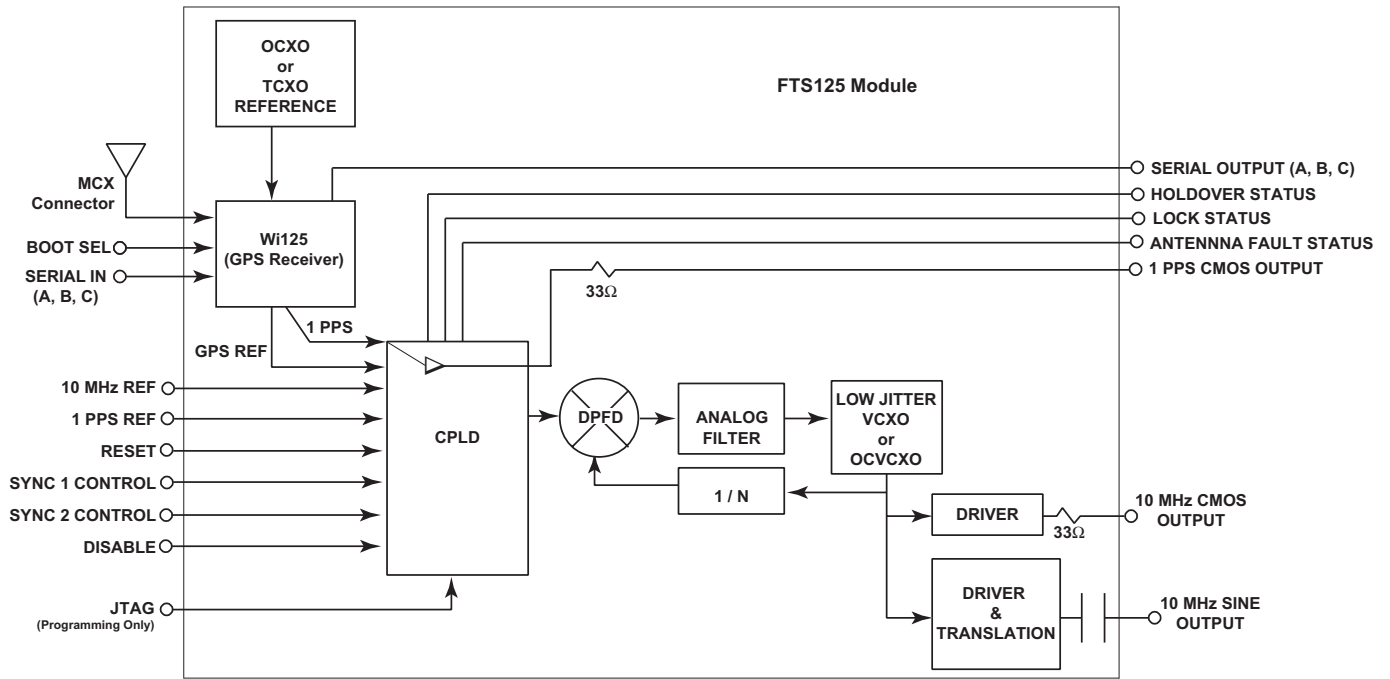 OCXO
or
TCXO
REFERENCE
FTS125 Module
MCX
Connector
BOOT SEL
SERIAL IN
(A, B, C)
Wi125
(GPS Receiver)
SERIAL OUTPUT (A, B, C)
HOLDOVER STATUS
LOCK STATUS
ANTENNNA FAULT STATUS
1 PPS CMOS OUTPUT
33Ω
1 PPS
GPS REF
10 MHz REF
1 PPS REF
RESET
SYNC 1 CONTROL
SYNC 2 CONTROL
DISABLE
JTAG
(Programming Only)
CPLD
DPFD
ANALOG
FILTER
LOW JITTER
VCXO
or
OCVCXO
1 / N
DRIVER
33Ω
10 MHz CMOS
OUTPUT
DRIVER
&
TRANSLATION
10 MHz SINE
OUTPUT